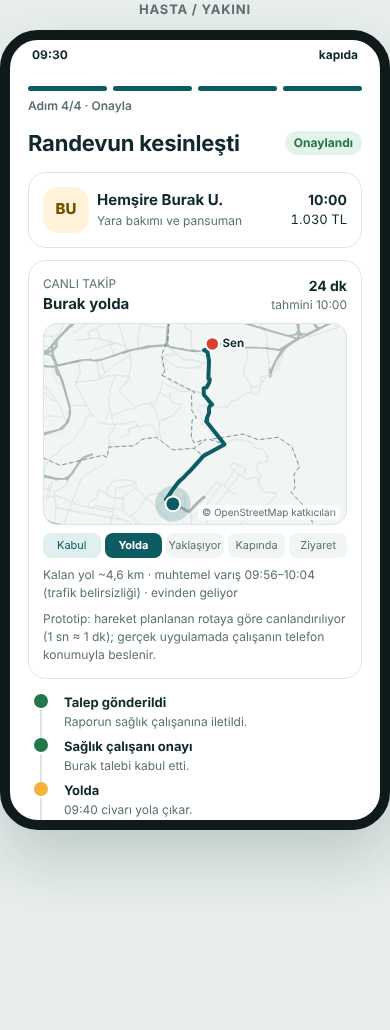 HASTA / YAKINI
09:30
kapıda
Adım 4/4 · Onayla
Randevun kesinleşti
Onaylandı
BU
Hemşire Burak U.
10:00
Yara bakımı ve pansuman
1.030 TL
CANLI TAKİP
24 dk
Burak yolda
tahmini 10:00
Sen
© OpenStreetMap katkıcıları
Kabul
Yolda
Yaklaşıyor
Kapında
Ziyaret
Kalan yol ~4,6 km · muhtemel varış 09:56–10:04
(trafik belirsizliği) · evinden geliyor
Prototip: hareket planlanan rotaya göre canlandırılıyor
(1 sn ≈ 1 dk); gerçek uygulamada çalışanın telefon
konumuyla beslenir.
Talep gönderildi
Raporun sağlık çalışanına iletildi.
Sağlık çalışanı onayı
Burak talebi kabul etti.
Yolda
09:40 civarı yola çıkar.